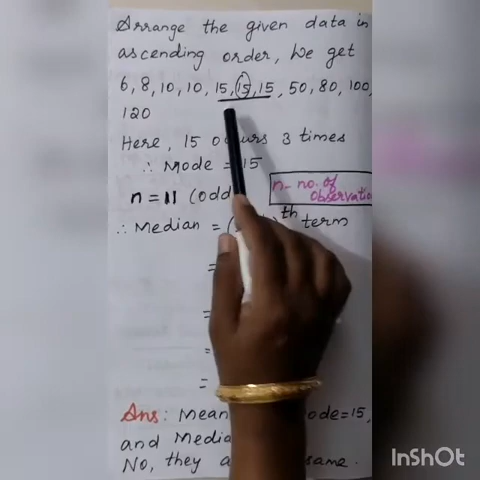 Arrange the given data in
ascending order, We get
6, 8, 10, 10, 15, 15, 15, 50, 80, 100,
120
Here, 15 occurs 3 times
∴ Mode = 15
n = 11 (odd
n - no. of
observation
∴ Median = ( th term
=
=
=
=
Ans: Mean ode=15,
and Media
No, they a same.
InShOt